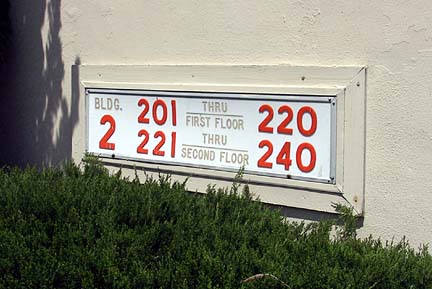 BLDG. 201 THRU 220
FIRST FLOOR
2 221 THRU 240
SECOND FLOOR